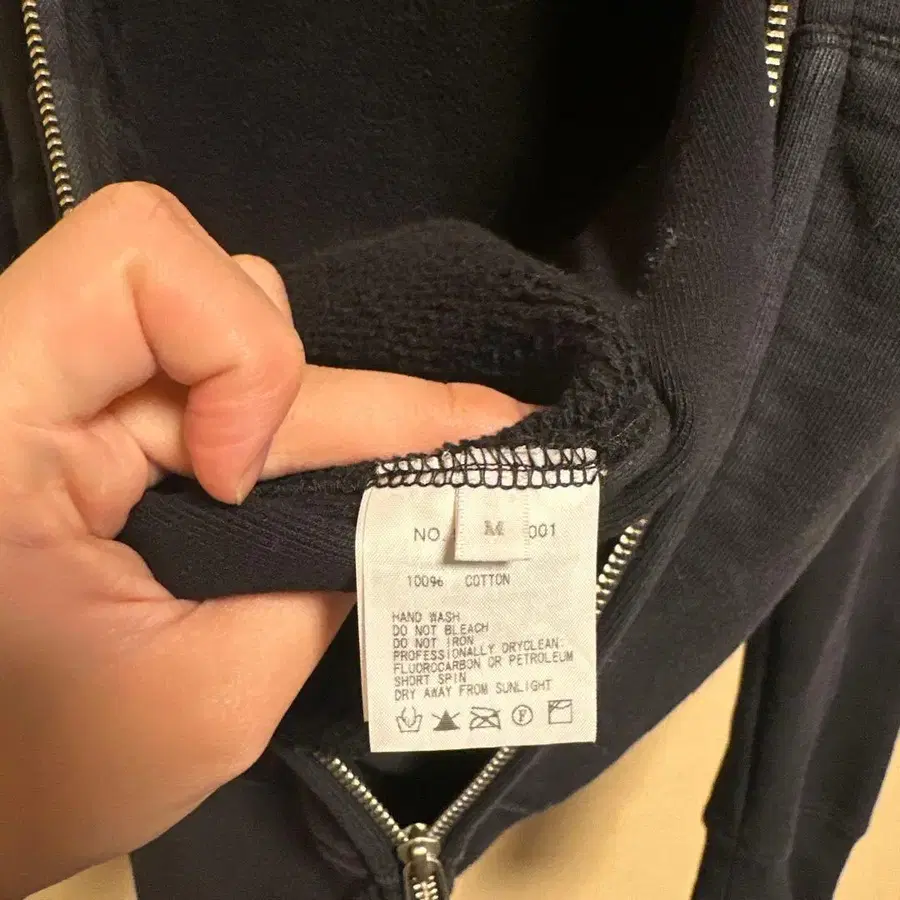 NO. M 001
100% COTTON
HAND WASH
DO NOT BLEACH
DO NOT IRON
PROFESSIONALLY DRYCLEAN:
FLUOROCARBON OR PETROLEUM
SHORT SPIN
DRY AWAY FROM SUNLIGHT
F